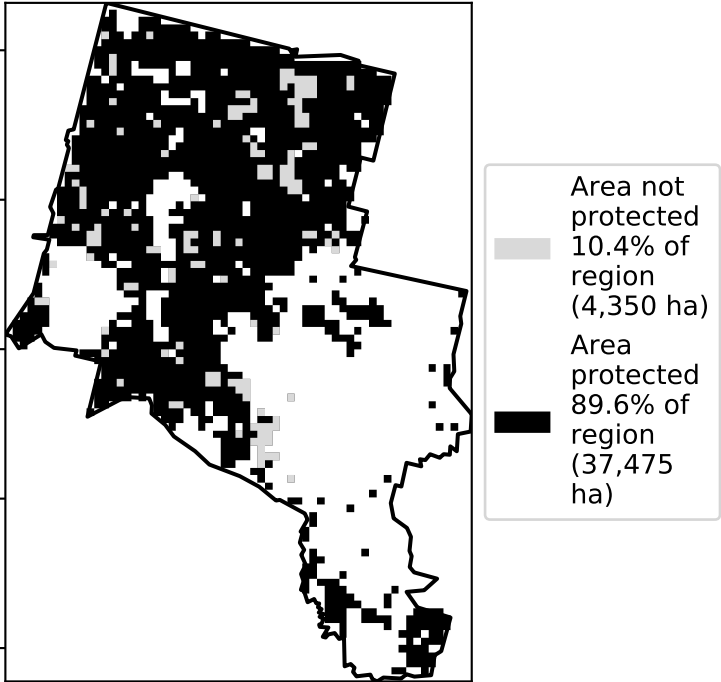 Area not
protected
10.4% of
region
(4,350 ha)
Area
protected
89.6% of
region
(37,475
ha)